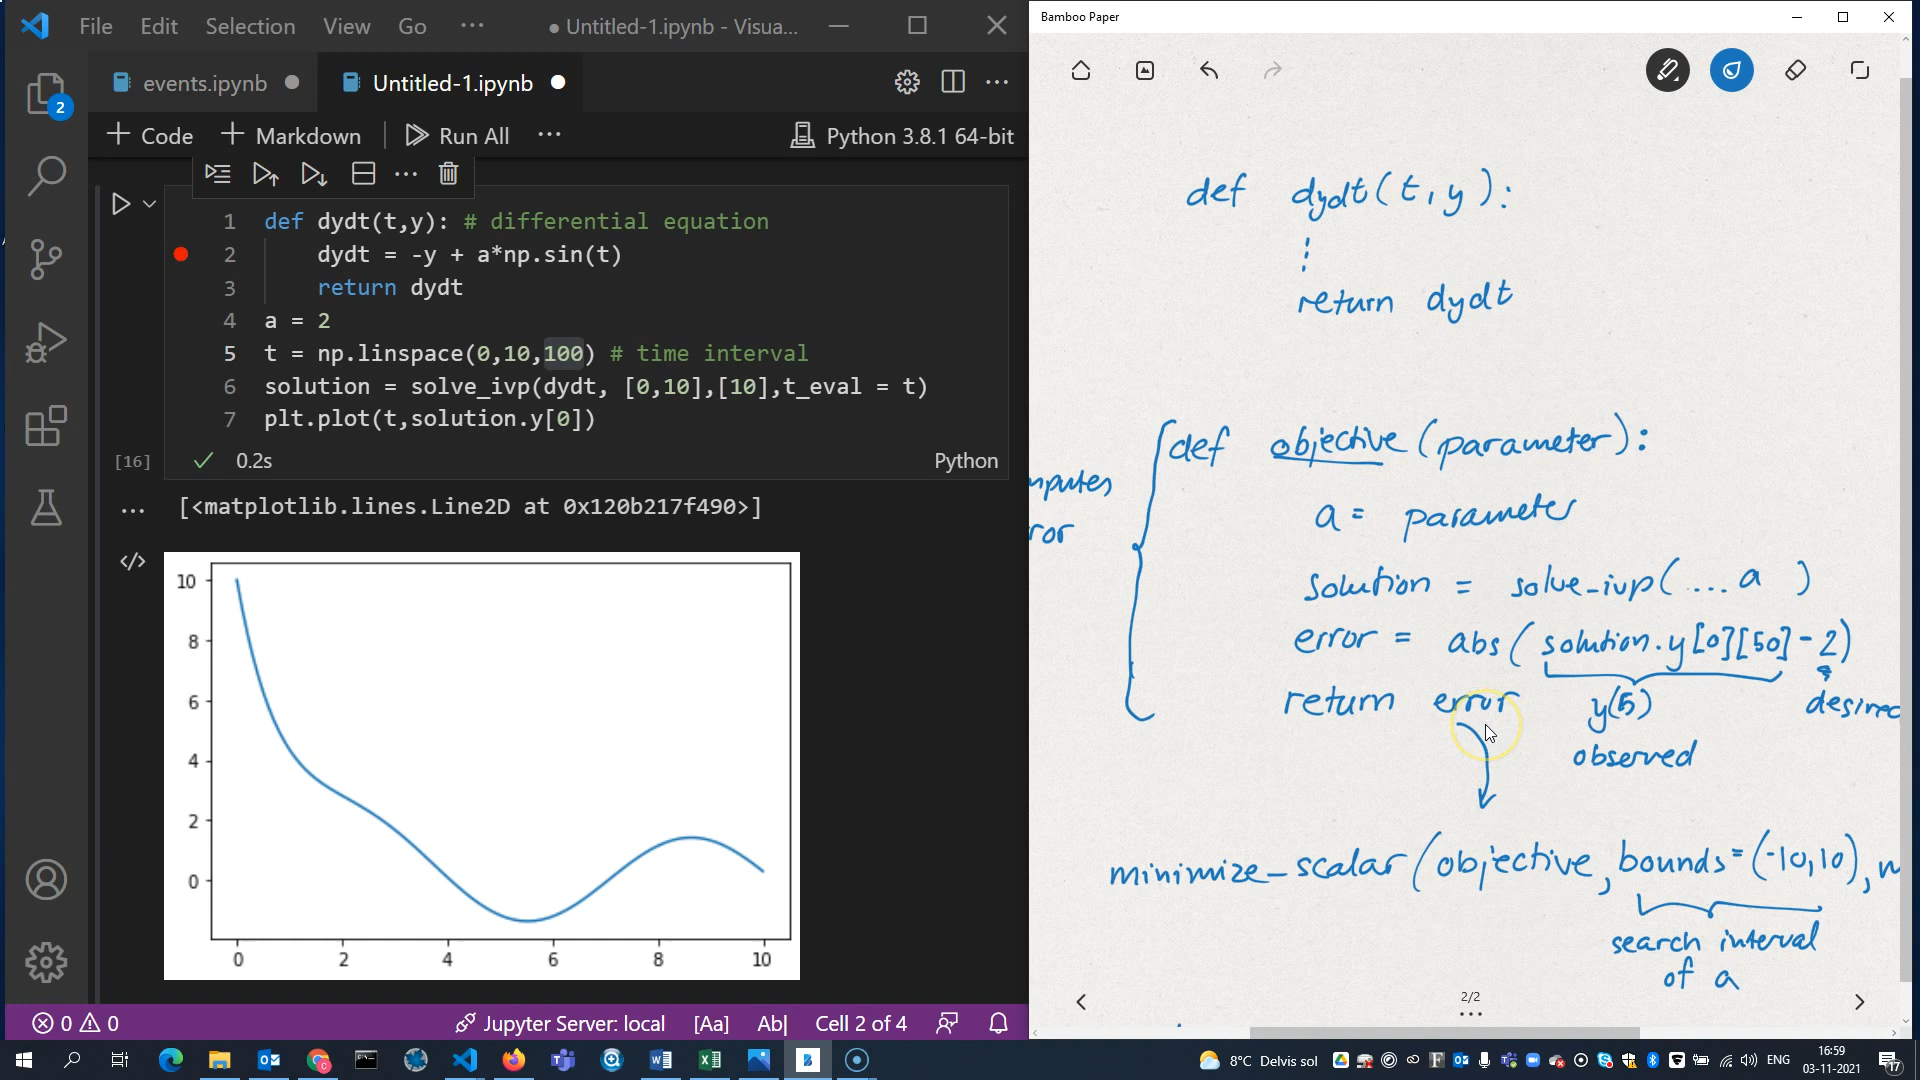 File Edit Selection View Go ··· ● Untitled-1.ipynb - Visua...
events.ipynb ● Untitled-1.ipynb ●
+ Code + Markdown Run All ··· Python 3.8.1 64-bit
1 def dydt(t,y): # differential equation
2 dydt = -y + a*np.sin(t)
3 return dydt
4 a = 2
5 t = np.linspace(0,10,100) # time interval
6 solution = solve_ivp(dydt, [0,10],[10],t_eval = t)
7 plt.plot(t,solution.y[0])
[16] ✓ 0.2s Python
[<matplotlib.lines.Line2D at 0x120b217f490>]
10
8
6
4
2
0
0 2 4 6 8 10
2
0 0 Jupyter Server: local [Aa] Ab| Cell 2 of 4
Bamboo Paper
def dydt(t,y):
return dydt
def objective(parameter):
mputes
ror
a = parameter
solution = solve_ivp(....a )
error = abs(solution.y[0][50]-2)
return error y(5) desired
observed
minimize_scalar(objective, bounds=(-10,10), m
search interval
of a
2/2
8°C Delvis sol ENG 16:59
03-11-2021
17